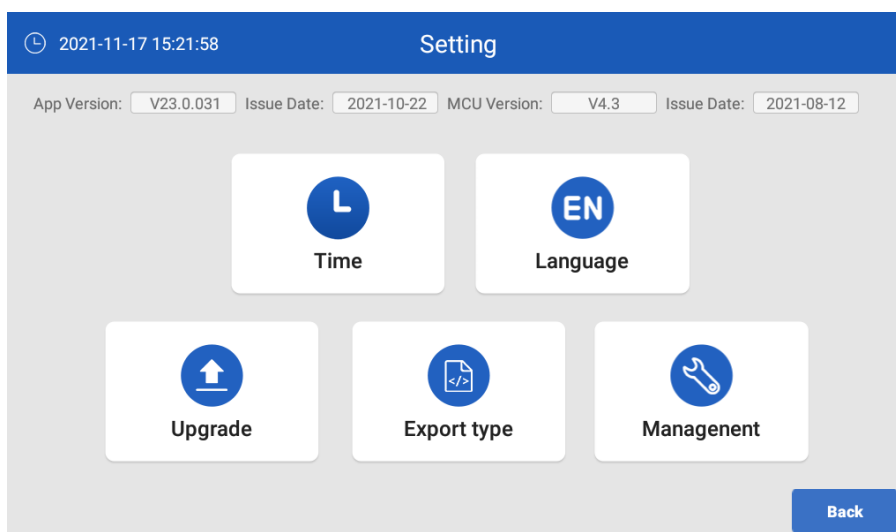 2021-11-17 15:21:58 Setting
App Version: V23.0.031 Issue Date: 2021-10-22 MCU Version: V4.3 Issue Date: 2021-08-12
EN
Time Language
</>
Upgrade Export type Managenent
Back